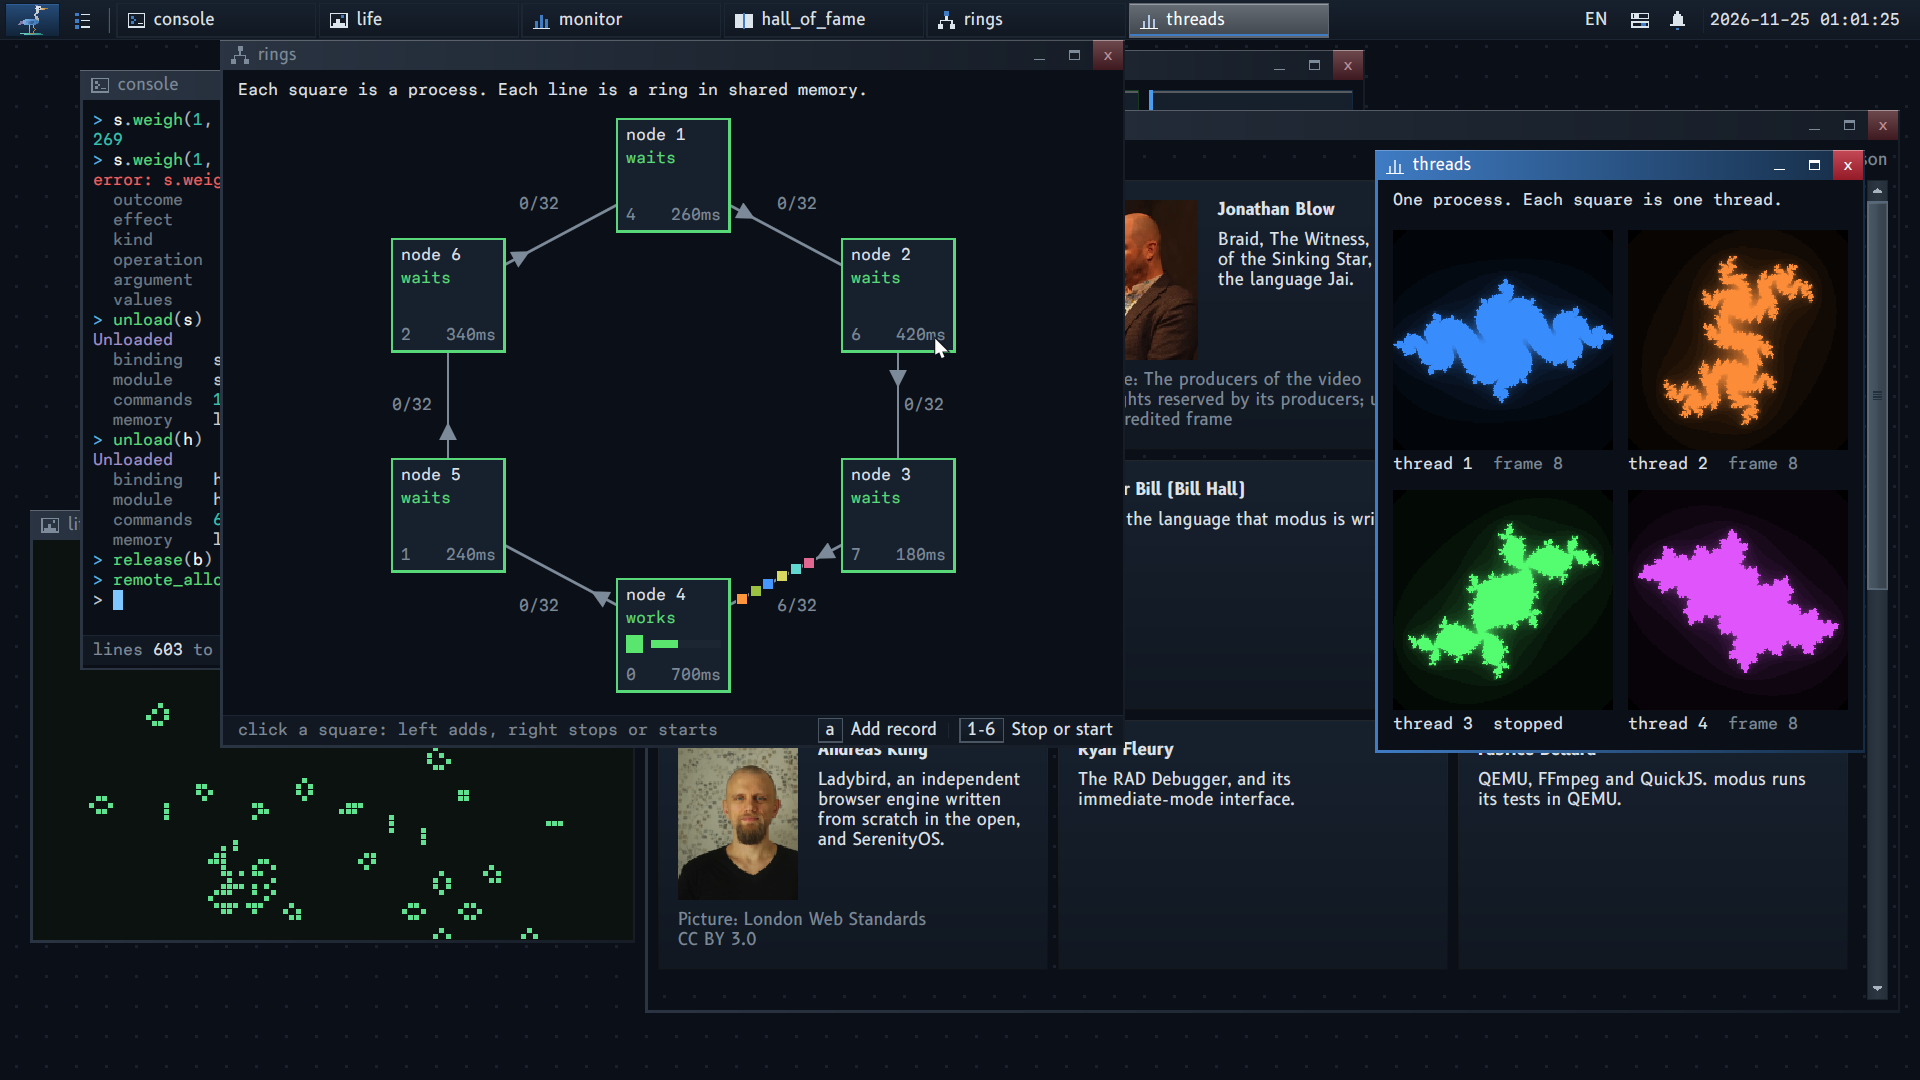 console
life
monitor
hall_of_fame
rings
threads
EN
2026-11-25 01:01:25
rings
Each square is a process. Each line is a ring in shared memory.
node 1
waits
4 260ms
0/32
0/32
node 6
waits
2 340ms
node 2
waits
6 420ms
0/32
0/32
node 5
waits
1 240ms
node 3
waits
7 180ms
0/32
6/32
node 4
works
0 700ms
click a square: left adds, right stops or starts
a Add record
1-6 Stop or start
console
> s.weigh(1,
269
> s.weigh(1,
error: s.weig
outcome
effect
kind
operation
argument
values
> unload(s)
Unloaded
binding s
module s
commands 1
memory l
> unload(h)
Unloaded
binding h
module h
commands 6
memory l
> release(b)
> remote_allo
>
lines 603 to
li
son
Jonathan Blow
Braid, The Witness,
of the Sinking Star,
the language Jai.
e: The producers of the video
hts reserved by its producers; u
redited frame
r Bill (Bill Hall)
the language that modus is wri
threads
One process. Each square is one thread.
thread 1 frame 8
thread 2 frame 8
thread 3 stopped
thread 4 frame 8
Andreas Kling
Ladybird, an independent
browser engine written
from scratch in the open,
and SerenityOS.
Picture: London Web Standards
CC BY 3.0
Ryan Fleury
The RAD Debugger, and its
immediate-mode interface.
Fabrice Bellard
QEMU, FFmpeg and QuickJS. modus runs
its tests in QEMU.